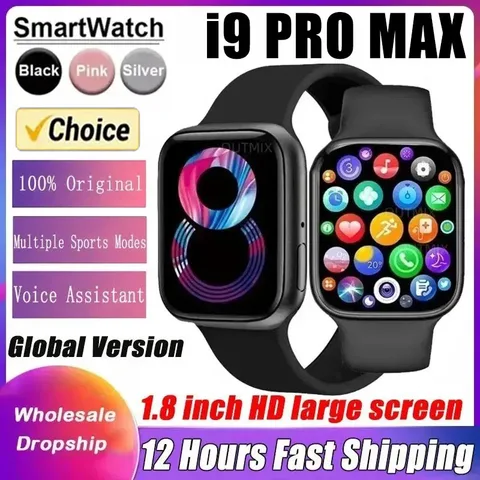 SmartWatch
i9 PRO MAX
Black
Pink
Silver
Choice
OUTMIX
100% Original
Multiple Sports Modes
Voice Assistant
Global Version
1.8 inch HD large screen
Wholesale
Dropship
12 Hours Fast Shipping